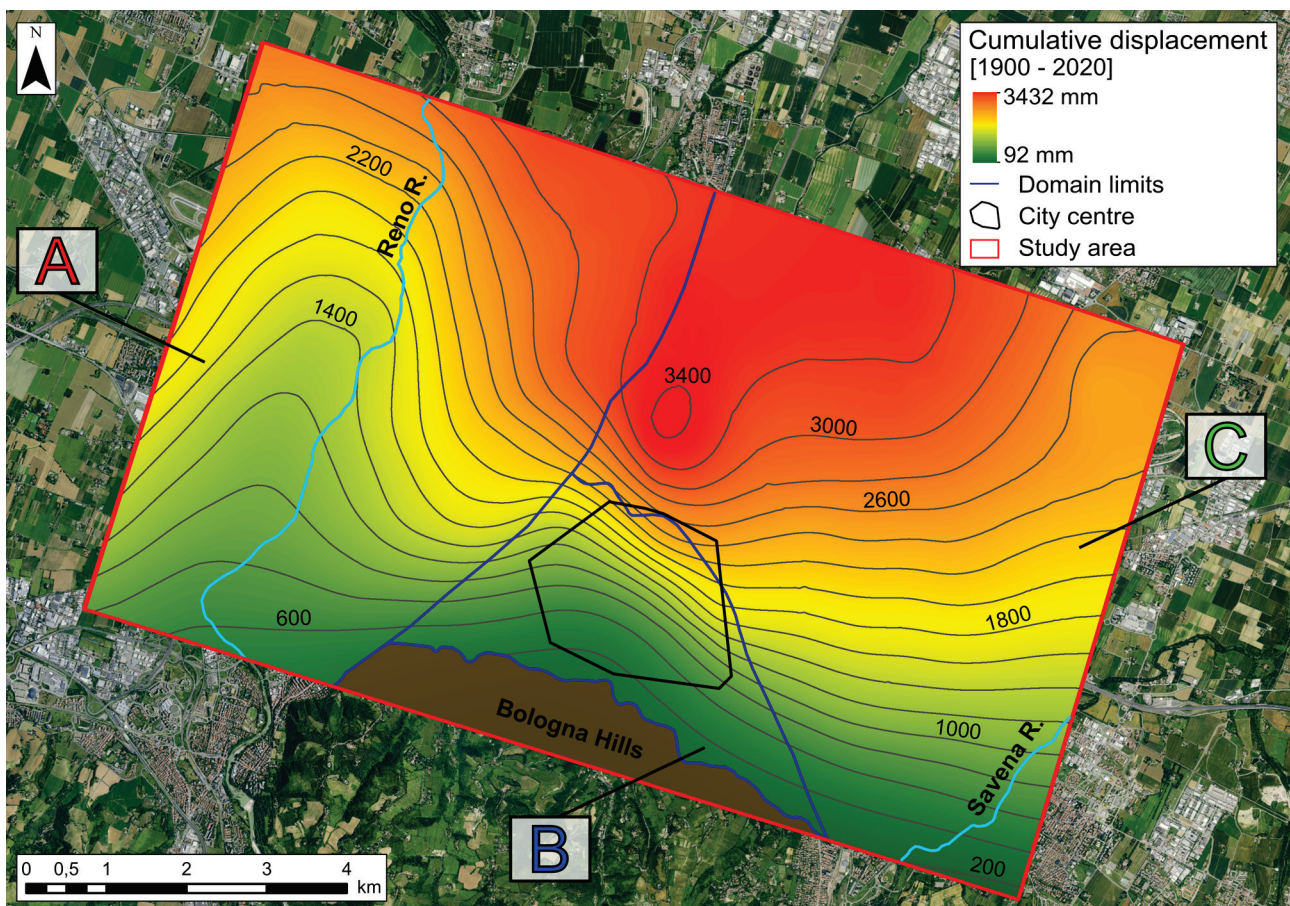 N
Cumulative displacement
[1900 - 2020]
3432 mm
92 mm
Domain limits
City centre
Study area
2200
Reno R.
A
1400
3400
3000
C
2600
1800
600
Bologna Hills
1000
Savena R.
B
200
0 0,5 1 2 3 4
km